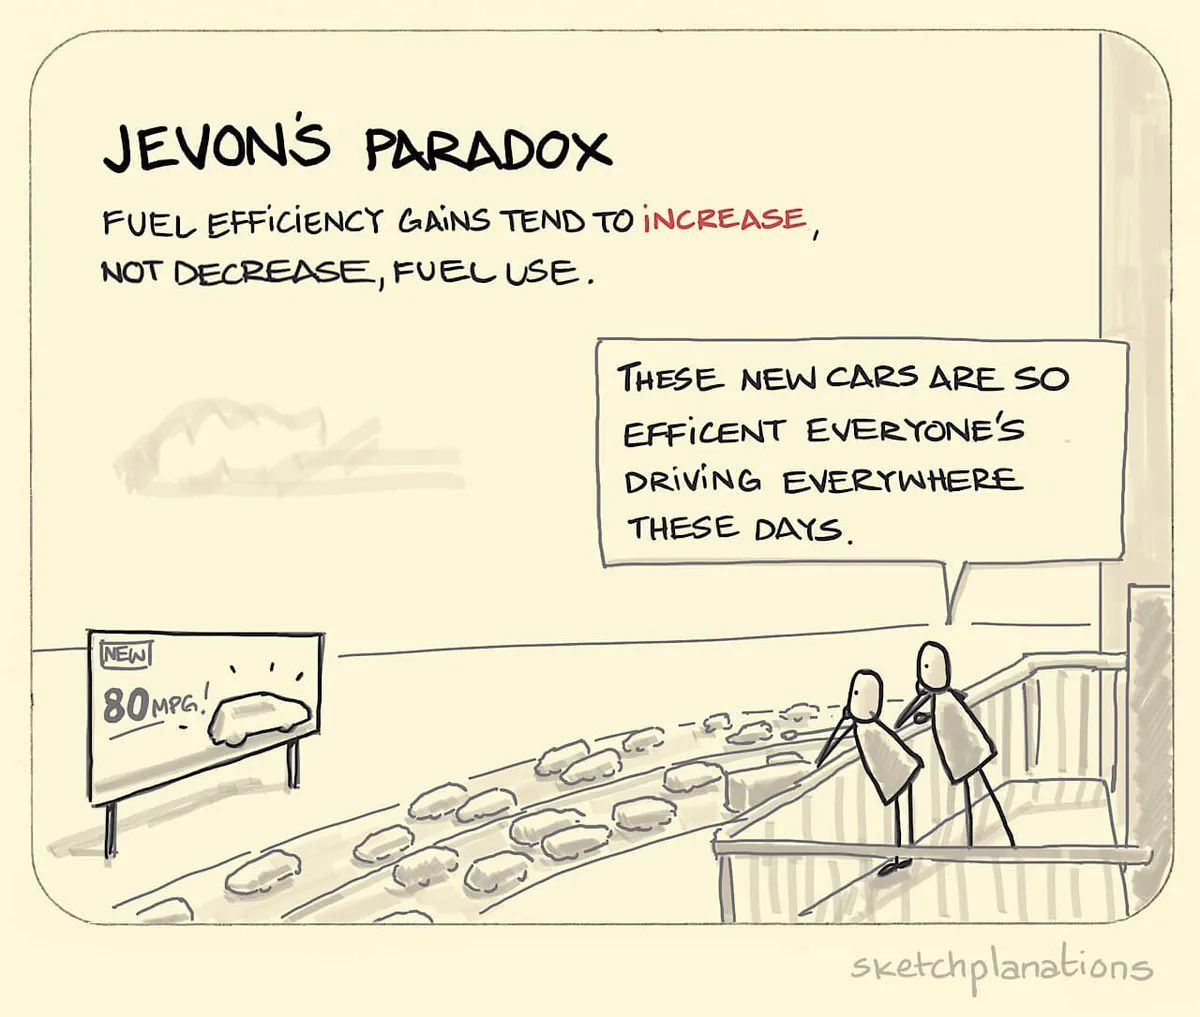 JEVON'S PARADOX
FUEL EFFICIENCY GAINS TEND TO INCREASE,
NOT DECREASE, FUEL USE.
THESE NEW CARS ARE SO
EFFICENT EVERYONE'S
DRIVING EVERYWHERE
THESE DAYS.
NEW
80 MPG!
sketchplanations